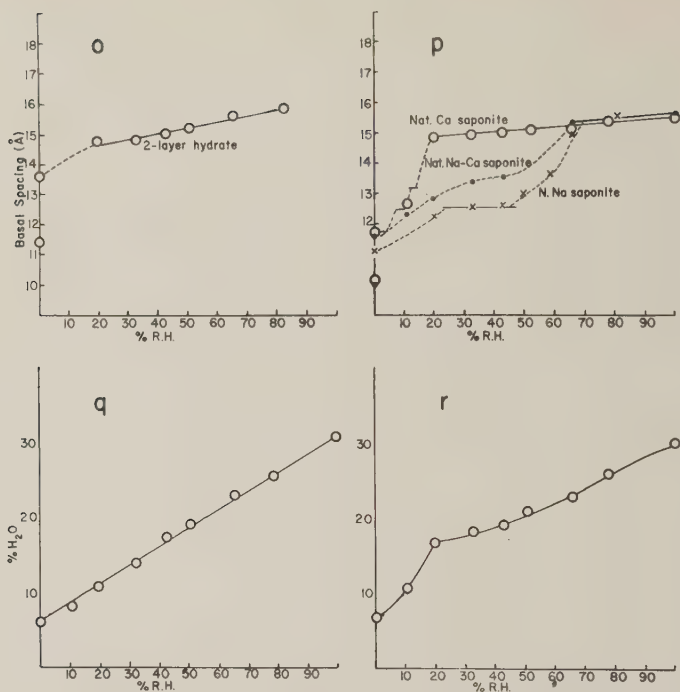 o
Basal Spacing (Å)
18
17
16
15
14
13
12
11
10
2-layer hydrate
10 20 30 40 50 60 70 80 90
% R.H.
p
18
17
16
15
14
13
12
10
Nat. Ca saponite
Nat. Na-Ca saponite
N. Na saponite
10 20 30 40 50 60 70 80 90
% R.H.
q
% H₂O
30
20
10
10 20 30 40 50 60 70 80 90
% R.H.
r
30
20
10
10 20 30 40 50 60 70 80 90
% R.H.